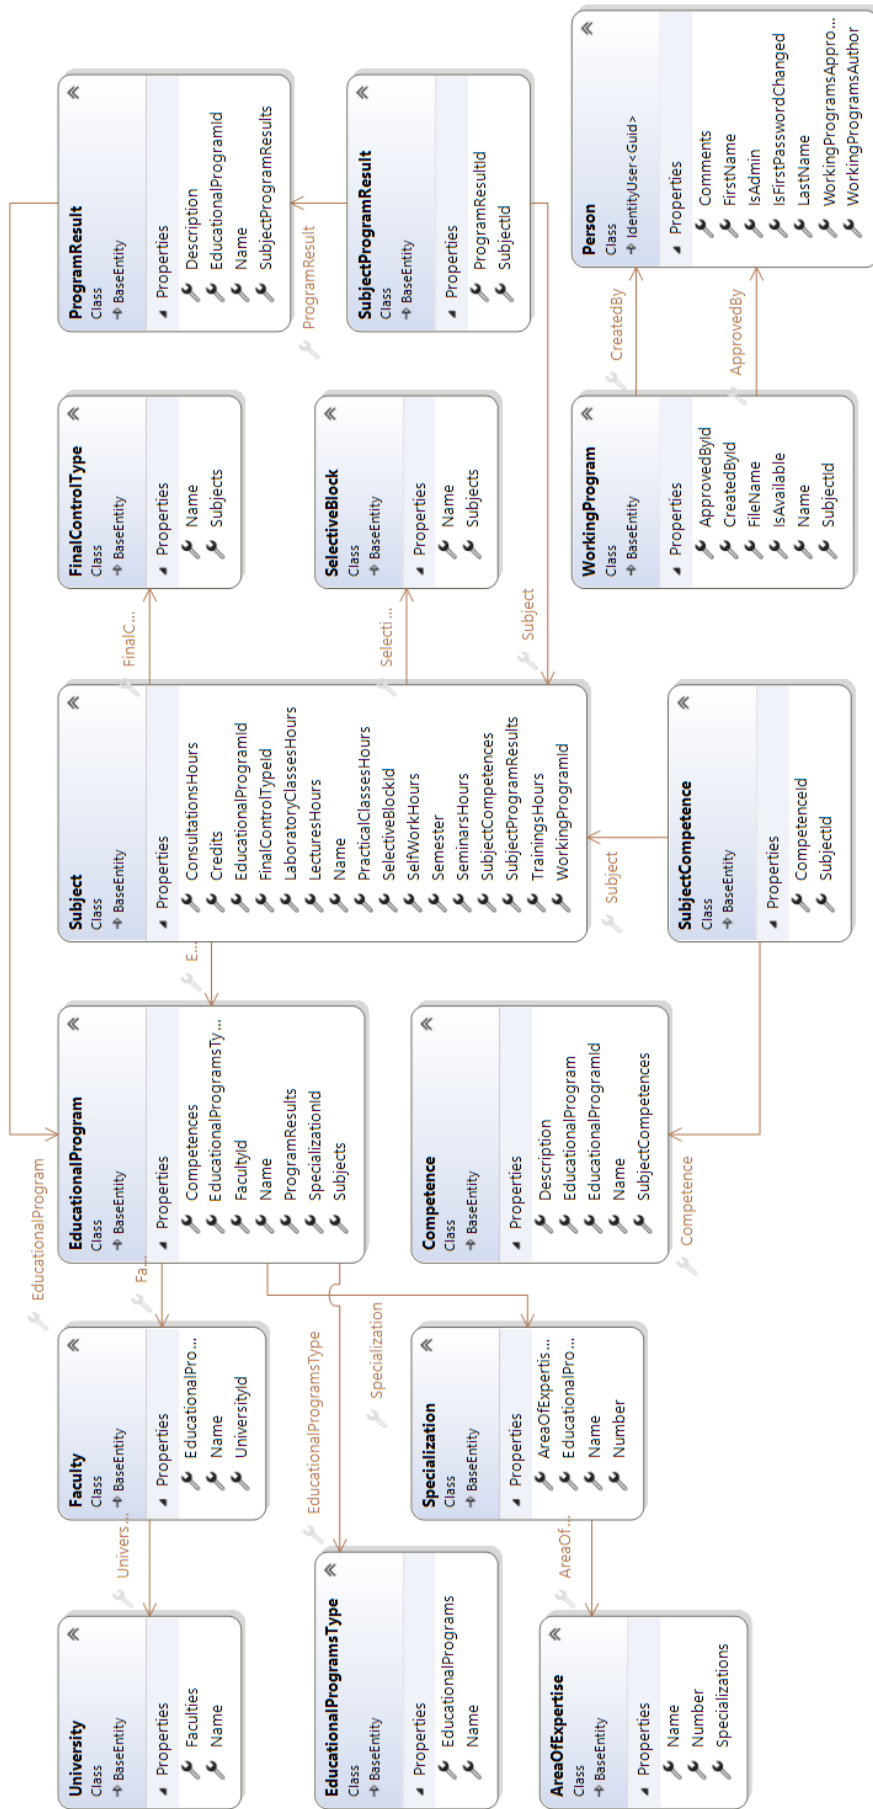 University
Class
BaseEntity
Properties
Faculties
Name
Univers...
Faculty
Class
BaseEntity
Properties
EducationalPro...
Name
UniversityId
Fa...
EducationalProgram
EducationalProgram
Class
BaseEntity
Properties
Competences
EducationalProgramsTy...
FacultyId
Name
ProgramResults
SpecializationId
Subjects
E...
Subject
Class
BaseEntity
Properties
ConsultationsHours
Credits
EducationalProgramId
FinalControlTypeId
LaboratoryClassesHours
LecturesHours
Name
PracticalClassesHours
SelectiveBlockId
SelfWorkHours
Semester
SeminarsHours
SubjectCompetences
SubjectProgramResults
TrainingsHours
WorkingProgramId
FinalC...
FinalControlType
Class
BaseEntity
Properties
Name
Subjects
ProgramResult
Class
BaseEntity
Properties
Description
EducationalProgramId
Name
SubjectProgramResults
ProgramResult
EducationalProgramsType
Class
BaseEntity
Properties
EducationalPrograms
Name
EducationalProgramsType
Specialization
Selecti...
SelectiveBlock
Class
BaseEntity
Properties
Name
Subjects
SubjectProgramResult
Class
BaseEntity
Properties
ProgramResultId
SubjectId
Subject
AreaOfExpertise
Class
BaseEntity
Properties
Name
Number
Specializations
AreaOf...
Specialization
Class
BaseEntity
Properties
AreaOfExpertis...
EducationalPro...
Name
Number
Competence
Class
BaseEntity
Properties
Description
EducationalProgram
EducationalProgramId
Name
SubjectCompetences
Competence
Subject
SubjectCompetence
Class
BaseEntity
Properties
CompetenceId
SubjectId
WorkingProgram
Class
BaseEntity
Properties
ApprovedById
CreatedById
FileName
IsAvailable
Name
SubjectId
CreatedBy
ApprovedBy
Person
Class
IdentityUser<Guid>
Properties
Comments
FirstName
IsAdmin
IsFirstPasswordChanged
LastName
WorkingProgramsAppro...
WorkingProgramsAuthor